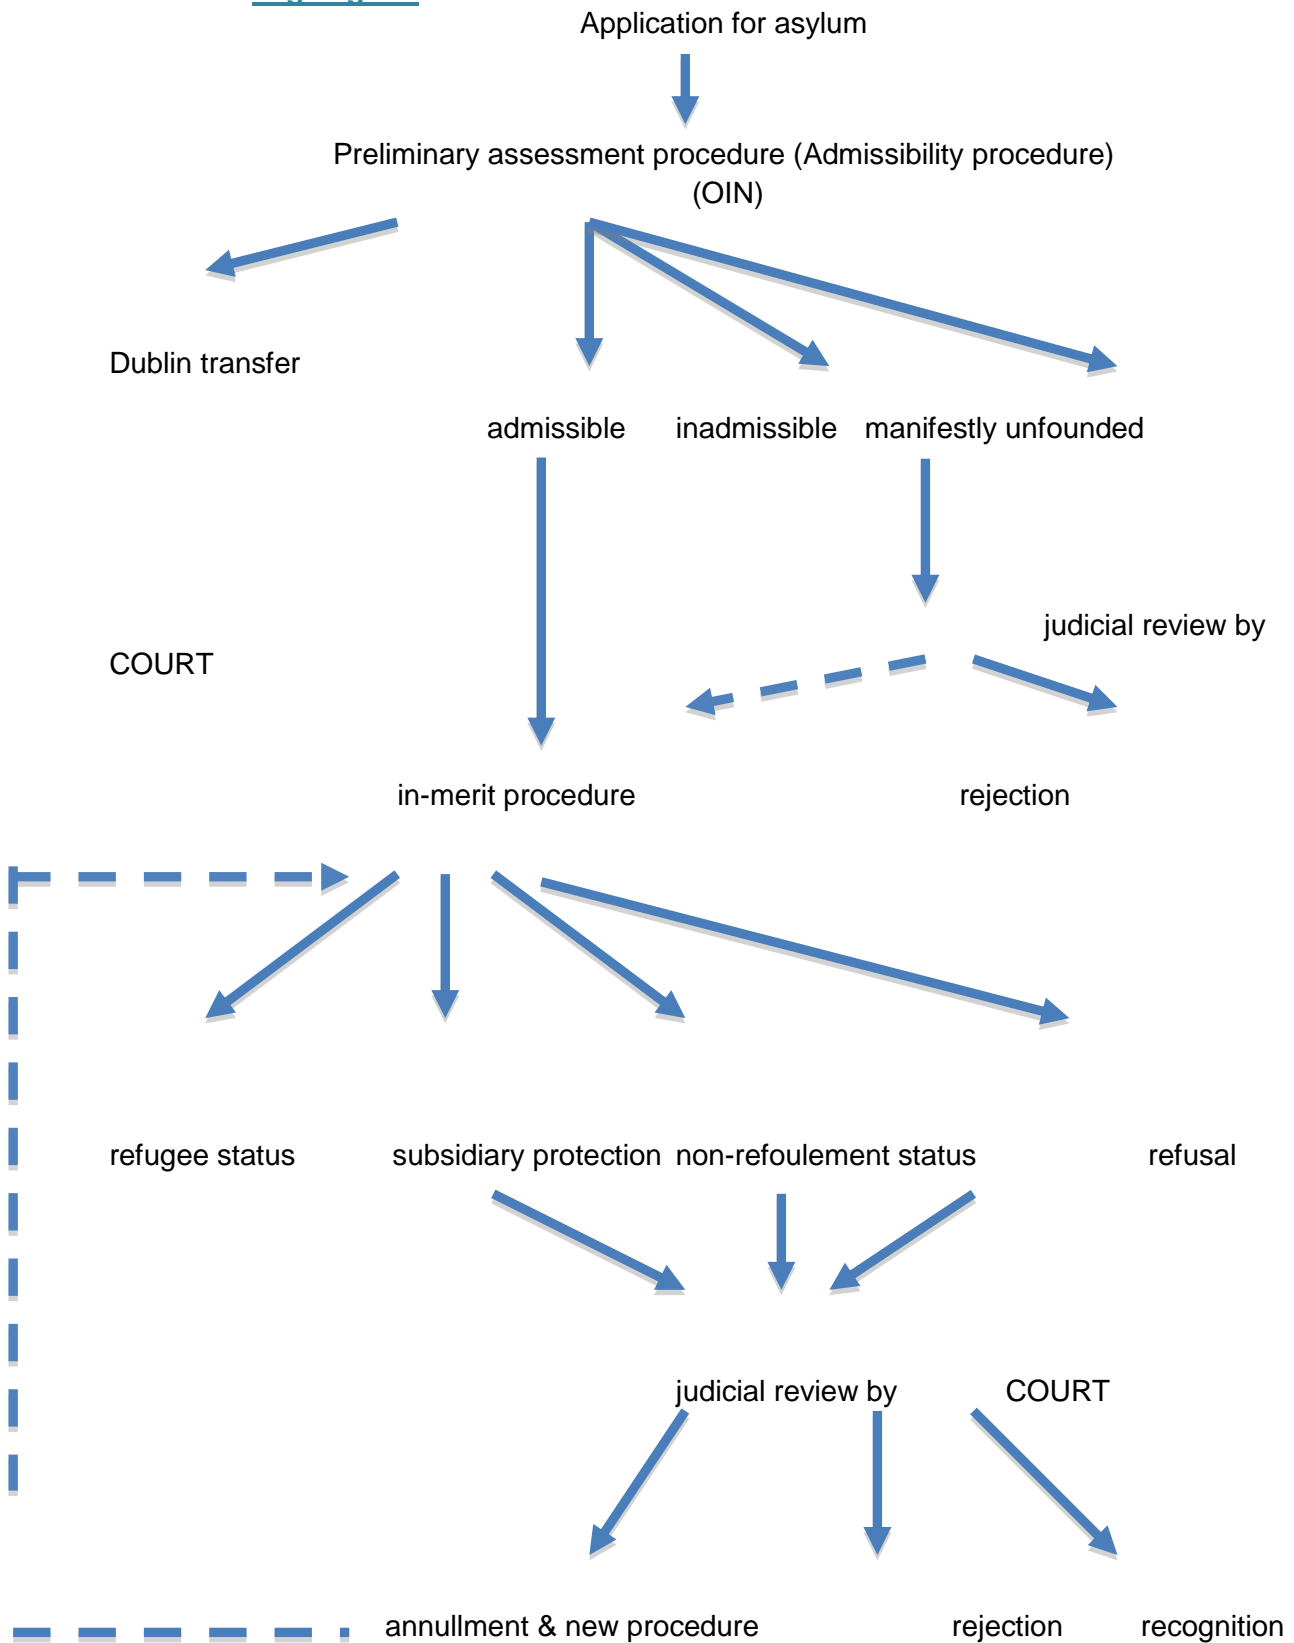 Application for asylum
Preliminary assessment procedure (Admissibility procedure)
(OIN)
Dublin transfer
admissible inadmissible manifestly unfounded
judicial review by
COURT
in-merit procedure rejection
refugee status subsidiary protection non-refoulement status refusal
judicial review by COURT
annullment & new procedure rejection recognition